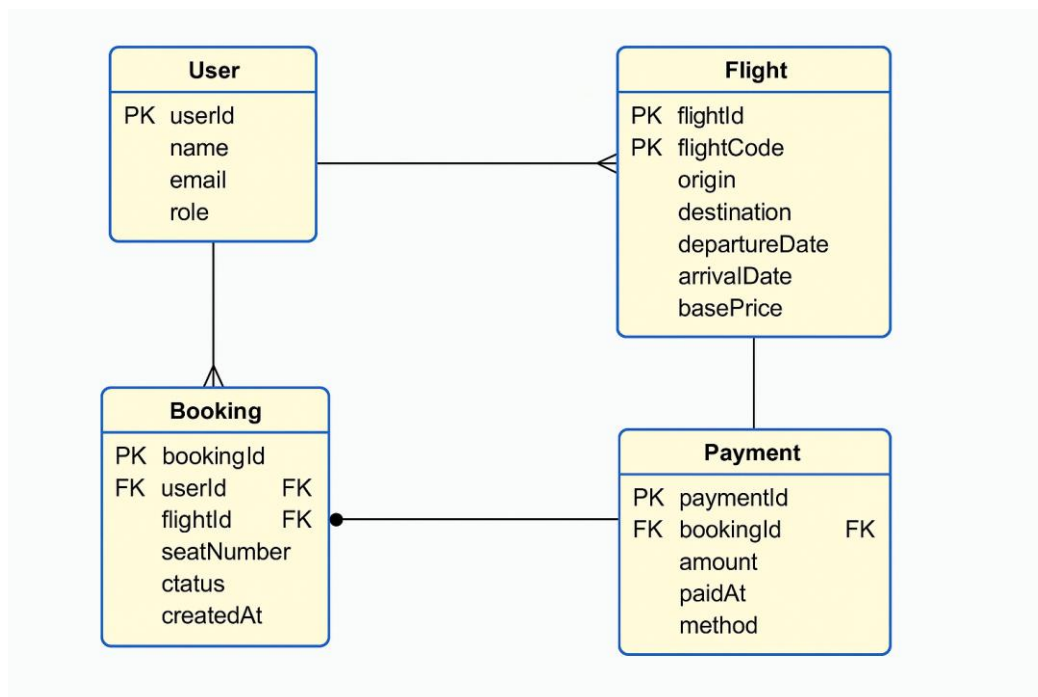 User
PK userId
name
email
role
Flight
PK flightId
PK flightCode
origin
destination
departureDate
arrivalDate
basePrice
Booking
PK bookingId
FK userId FK
flightId FK
seatNumber
ctatus
createdAt
Payment
PK paymentId
FK bookingId FK
amount
paidAt
method